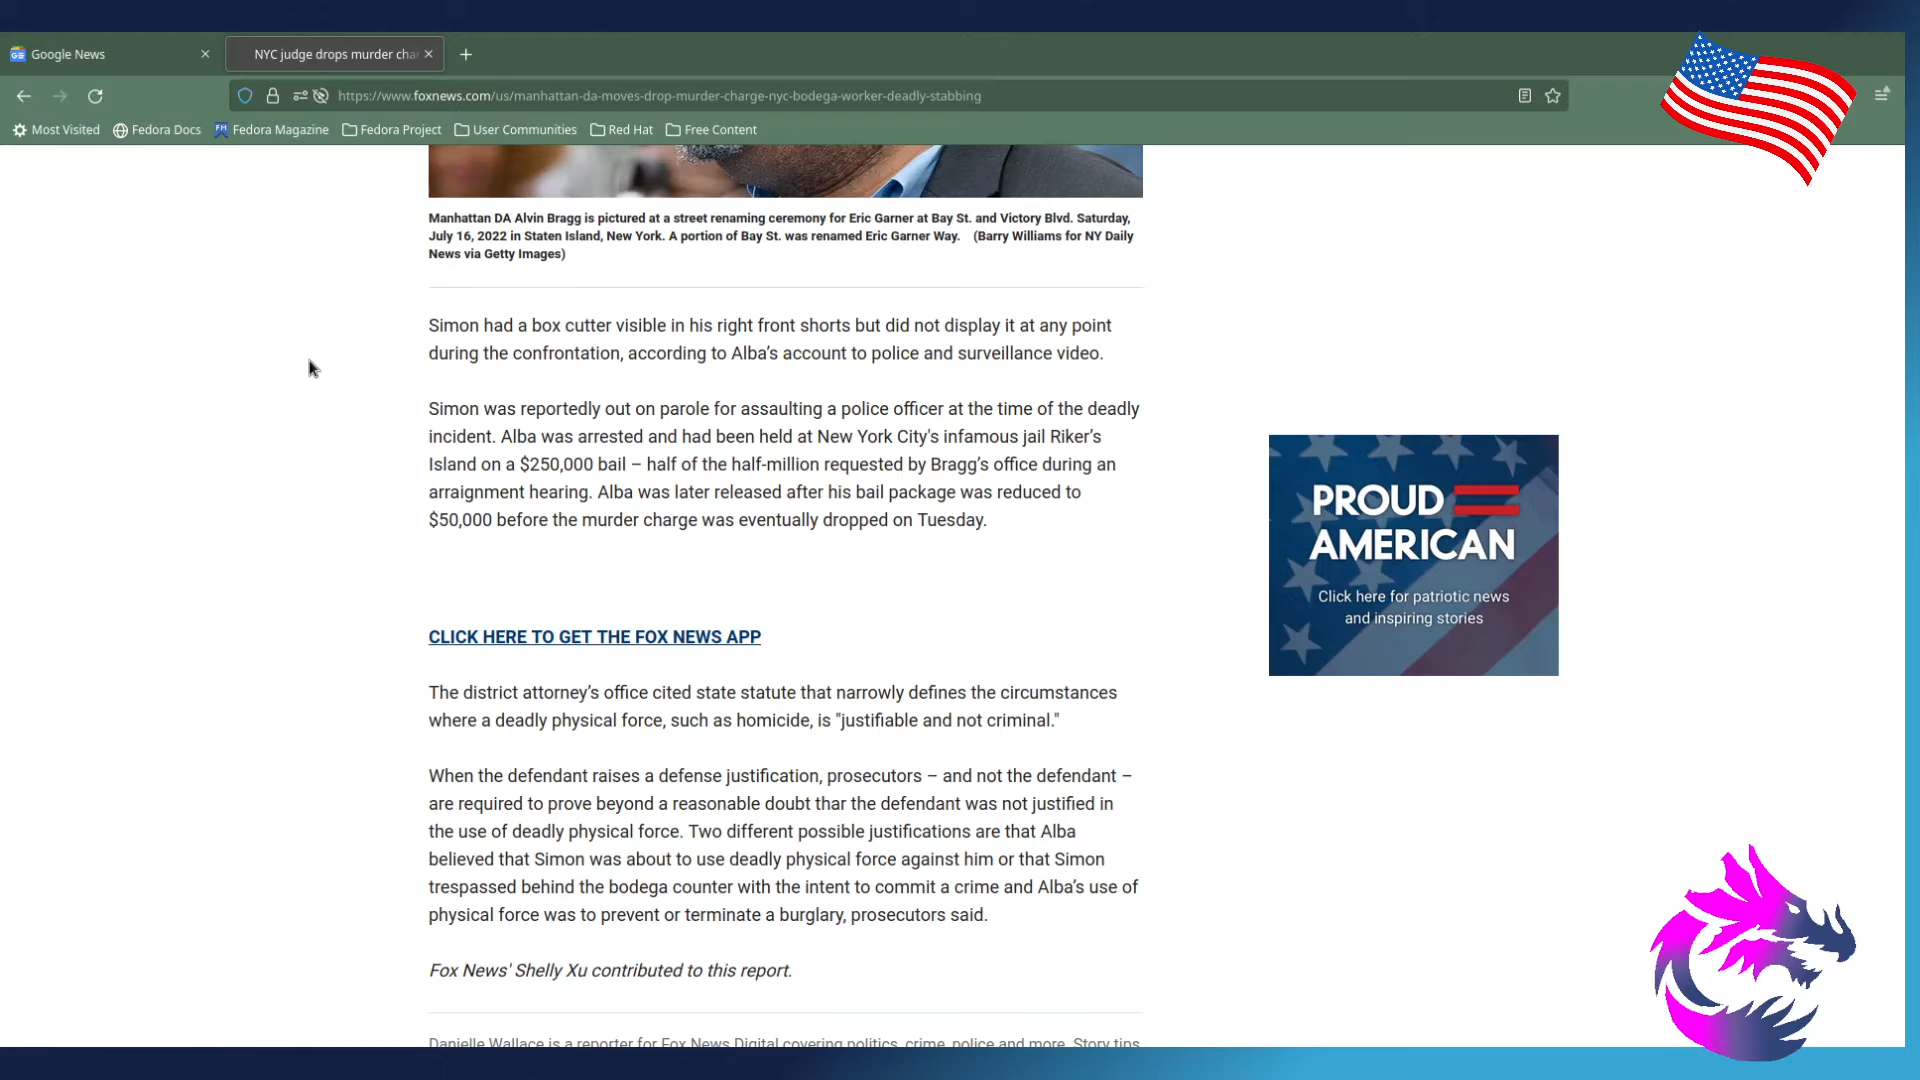 Google News
NYC judge drops murder char
https://www.foxnews.com/us/manhattan-da-moves-drop-murder-charge-nyc-bodega-worker-deadly-stabbing
Most Visited Fedora Docs Fedora Magazine Fedora Project User Communities Red Hat Free Content
Manhattan DA Alvin Bragg is pictured at a street renaming ceremony for Eric Garner at Bay St. and Victory Blvd. Saturday,
July 16, 2022 in Staten Island, New York. A portion of Bay St. was renamed Eric Garner Way. (Barry Williams for NY Daily
News via Getty Images)
Simon had a box cutter visible in his right front shorts but did not display it at any point
during the confrontation, according to Alba’s account to police and surveillance video.
Simon was reportedly out on parole for assaulting a police officer at the time of the deadly
incident. Alba was arrested and had been held at New York City's infamous jail Riker’s
Island on a $250,000 bail – half of the half-million requested by Bragg’s office during an
arraignment hearing. Alba was later released after his bail package was reduced to
$50,000 before the murder charge was eventually dropped on Tuesday.
PROUD
AMERICAN
Click here for patriotic news
and inspiring stories
CLICK HERE TO GET THE FOX NEWS APP
The district attorney’s office cited state statute that narrowly defines the circumstances
where a deadly physical force, such as homicide, is "justifiable and not criminal."
When the defendant raises a defense justification, prosecutors – and not the defendant –
are required to prove beyond a reasonable doubt thar the defendant was not justified in
the use of deadly physical force. Two different possible justifications are that Alba
believed that Simon was about to use deadly physical force against him or that Simon
trespassed behind the bodega counter with the intent to commit a crime and Alba’s use of
physical force was to prevent or terminate a burglary, prosecutors said.
Fox News' Shelly Xu contributed to this report.
Danielle Wallace is a reporter for Fox News Digital covering politics, crime, police and more. Story tips